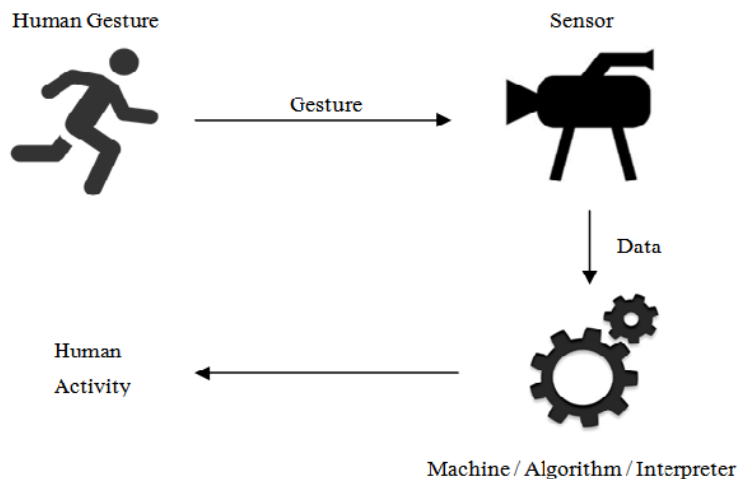 Human Gesture
Sensor
Gesture
Data
Human
Activity
Machine / Algorithm / Interpreter